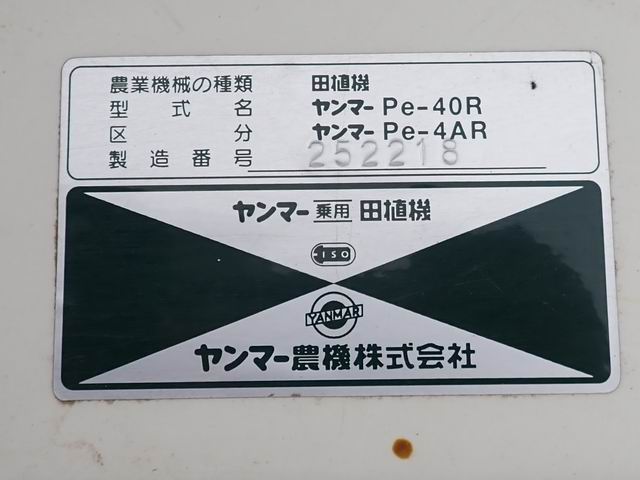 農業機械の種類 田植機
型式名 ヤンマー Pe-40R
区分 ヤンマー Pe-4AR
製造番号 252218
ヤンマー 乗用 田植機
ISO
YANMAR
ヤンマー農機株式会社